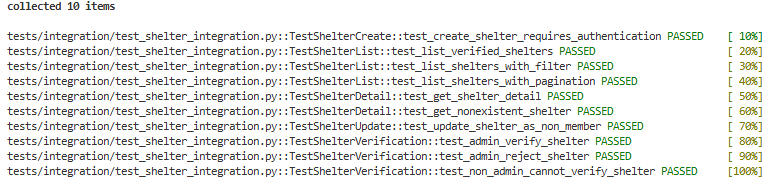 collected 10 items
tests/integration/test_shelter_integration.py::TestShelterCreate::test_create_shelter_requires_authentication PASSED [ 10%]
tests/integration/test_shelter_integration.py::TestShelterList::test_list_verified_shelters PASSED [ 20%]
tests/integration/test_shelter_integration.py::TestShelterList::test_list_shelters_with_filter PASSED [ 30%]
tests/integration/test_shelter_integration.py::TestShelterList::test_list_shelters_with_pagination PASSED [ 40%]
tests/integration/test_shelter_integration.py::TestShelterDetail::test_get_shelter_detail PASSED [ 50%]
tests/integration/test_shelter_integration.py::TestShelterDetail::test_get_nonexistent_shelter PASSED [ 60%]
tests/integration/test_shelter_integration.py::TestShelterUpdate::test_update_shelter_as_non_member PASSED [ 70%]
tests/integration/test_shelter_integration.py::TestShelterVerification::test_admin_verify_shelter PASSED [ 80%]
tests/integration/test_shelter_integration.py::TestShelterVerification::test_admin_reject_shelter PASSED [ 90%]
tests/integration/test_shelter_integration.py::TestShelterVerification::test_non_admin_cannot_verify_shelter PASSED [100%]